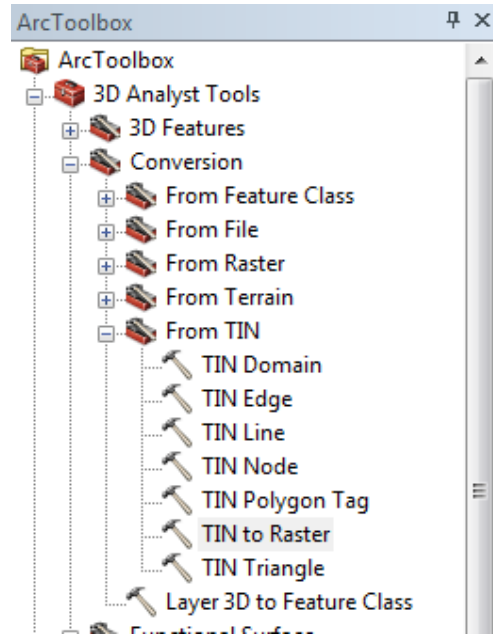 ArcToolbox
ArcToolbox
3D Analyst Tools
3D Features
Conversion
From Feature Class
From File
From Raster
From Terrain
From TIN
TIN Domain
TIN Edge
TIN Line
TIN Node
TIN Polygon Tag
TIN to Raster
TIN Triangle
Layer 3D to Feature Class
Functional Surface